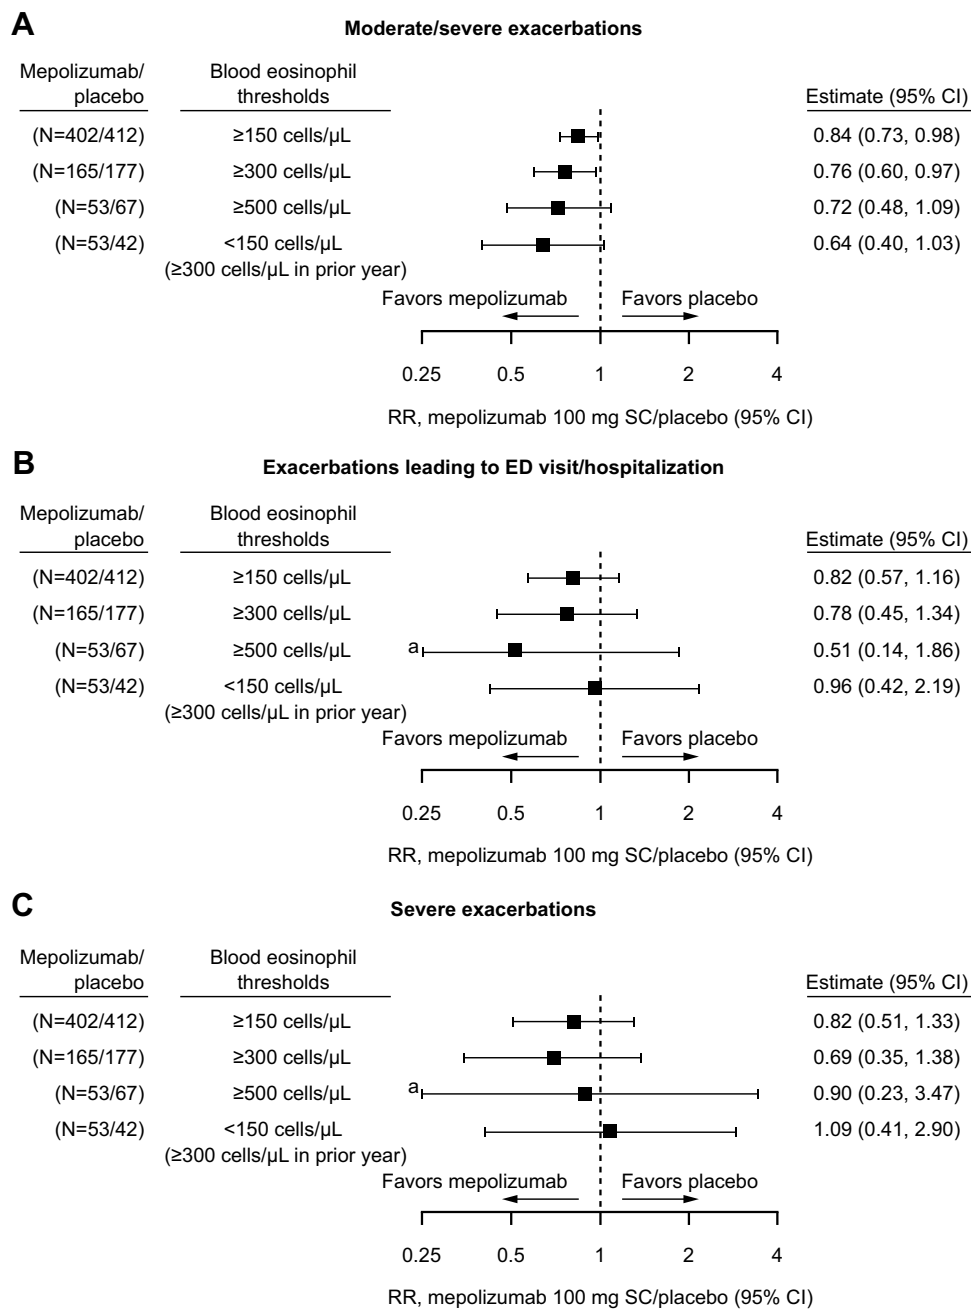 A
Moderate/severe exacerbations
Mepolizumab/
placebo
Blood eosinophil
thresholds
Estimate (95% CI)
(N=402/412) ≥150 cells/µL 0.84 (0.73, 0.98)
(N=165/177) ≥300 cells/µL 0.76 (0.60, 0.97)
(N=53/67) ≥500 cells/µL 0.72 (0.48, 1.09)
(N=53/42) <150 cells/µL 0.64 (0.40, 1.03)
(≥300 cells/µL in prior year)
Favors mepolizumab Favors placebo
0.25 0.5 1 2 4
RR, mepolizumab 100 mg SC/placebo (95% CI)
B
Exacerbations leading to ED visit/hospitalization
Mepolizumab/
placebo
Blood eosinophil
thresholds
Estimate (95% CI)
(N=402/412) ≥150 cells/µL 0.82 (0.57, 1.16)
(N=165/177) ≥300 cells/µL 0.78 (0.45, 1.34)
(N=53/67) ≥500 cells/µL a 0.51 (0.14, 1.86)
(N=53/42) <150 cells/µL 0.96 (0.42, 2.19)
(≥300 cells/µL in prior year)
Favors mepolizumab Favors placebo
0.25 0.5 1 2 4
RR, mepolizumab 100 mg SC/placebo (95% CI)
C
Severe exacerbations
Mepolizumab/
placebo
Blood eosinophil
thresholds
Estimate (95% CI)
(N=402/412) ≥150 cells/µL 0.82 (0.51, 1.33)
(N=165/177) ≥300 cells/µL 0.69 (0.35, 1.38)
(N=53/67) ≥500 cells/µL a 0.90 (0.23, 3.47)
(N=53/42) <150 cells/µL 1.09 (0.41, 2.90)
(≥300 cells/µL in prior year)
Favors mepolizumab Favors placebo
0.25 0.5 1 2 4
RR, mepolizumab 100 mg SC/placebo (95% CI)